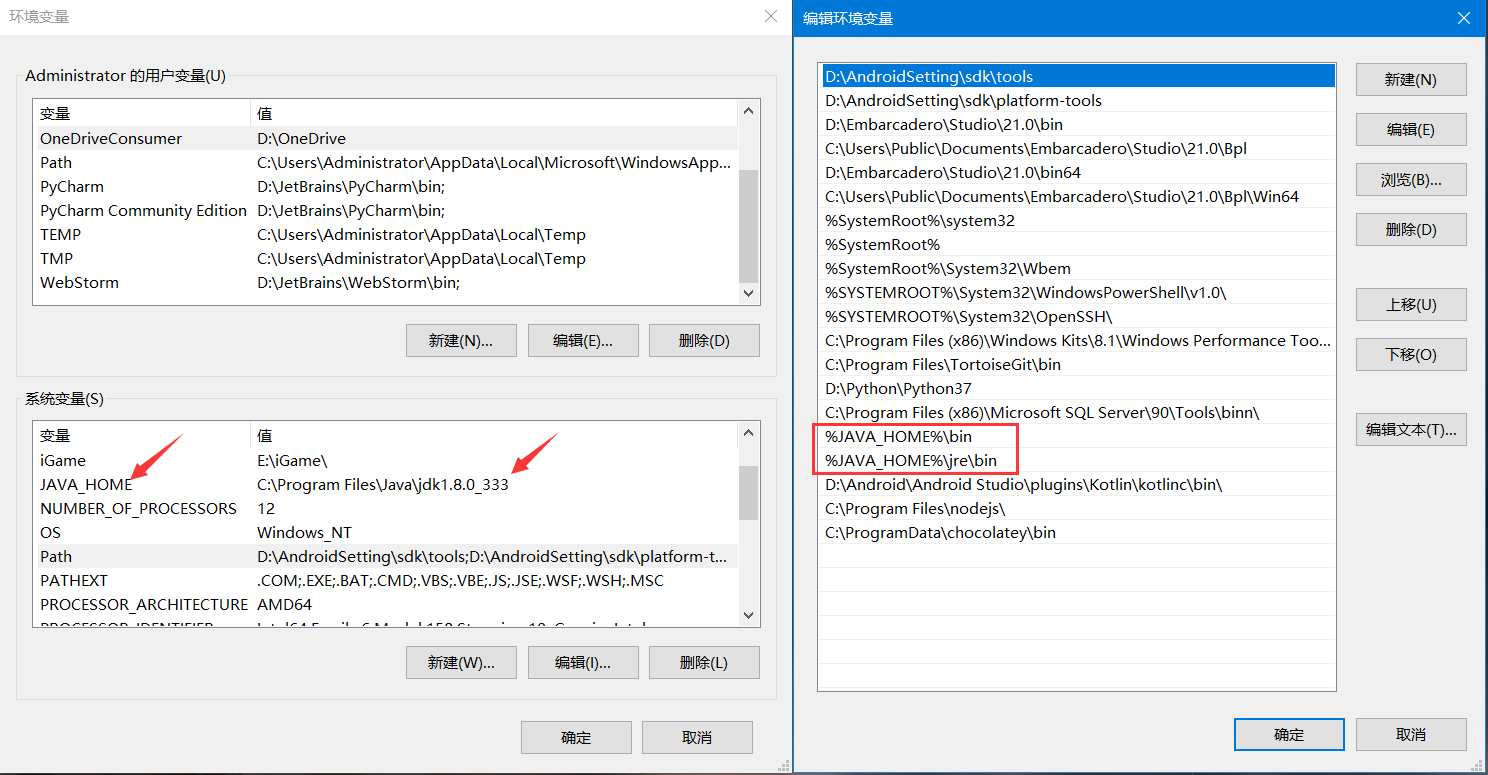 环境变量
Administrator 的用户变量(U)
变量 值
OneDriveConsumer D:\OneDrive
Path C:\Users\Administrator\AppData\Local\Microsoft\WindowsApp...
PyCharm D:\JetBrains\PyCharm\bin;
PyCharm Community Edition D:\JetBrains\PyCharm\bin;
TEMP C:\Users\Administrator\AppData\Local\Temp
TMP C:\Users\Administrator\AppData\Local\Temp
WebStorm D:\JetBrains\WebStorm\bin;
新建(N)... 编辑(E)... 删除(D)
系统变量(S)
变量 值
iGame E:\iGame\
JAVA_HOME C:\Program Files\Java\jdk1.8.0_333
NUMBER_OF_PROCESSORS 12
OS Windows_NT
Path D:\AndroidSetting\sdk\tools;D:\AndroidSetting\sdk\platform-t...
PATHEXT .COM;.EXE;.BAT;.CMD;.VBS;.VBE;.JS;.JSE;.WSF;.WSH;.MSC
PROCESSOR_ARCHITECTURE AMD64
新建(W)... 编辑(I)... 删除(L)
确定 取消
编辑环境变量
D:\AndroidSetting\sdk\tools
D:\AndroidSetting\sdk\platform-tools
D:\Embarcadero\Studio\21.0\bin
C:\Users\Public\Documents\Embarcadero\Studio\21.0\Bpl
D:\Embarcadero\Studio\21.0\bin64
C:\Users\Public\Documents\Embarcadero\Studio\21.0\Bpl\Win64
%SystemRoot%\system32
%SystemRoot%
%SystemRoot%\System32\Wbem
%SYSTEMROOT%\System32\WindowsPowerShell\v1.0\
%SYSTEMROOT%\System32\OpenSSH\
C:\Program Files (x86)\Windows Kits\8.1\Windows Performance Too...
C:\Program Files\TortoiseGit\bin
D:\Python\Python37
C:\Program Files (x86)\Microsoft SQL Server\90\Tools\binn\
%JAVA_HOME%\bin
%JAVA_HOME%\jre\bin
D:\Android\Android Studio\plugins\Kotlin\kotlinc\bin\
C:\Program Files\nodejs\
C:\ProgramData\chocolatey\bin
新建(N)
编辑(E)
浏览(B)...
删除(D)
上移(U)
下移(O)
编辑文本(T)...
确定 取消